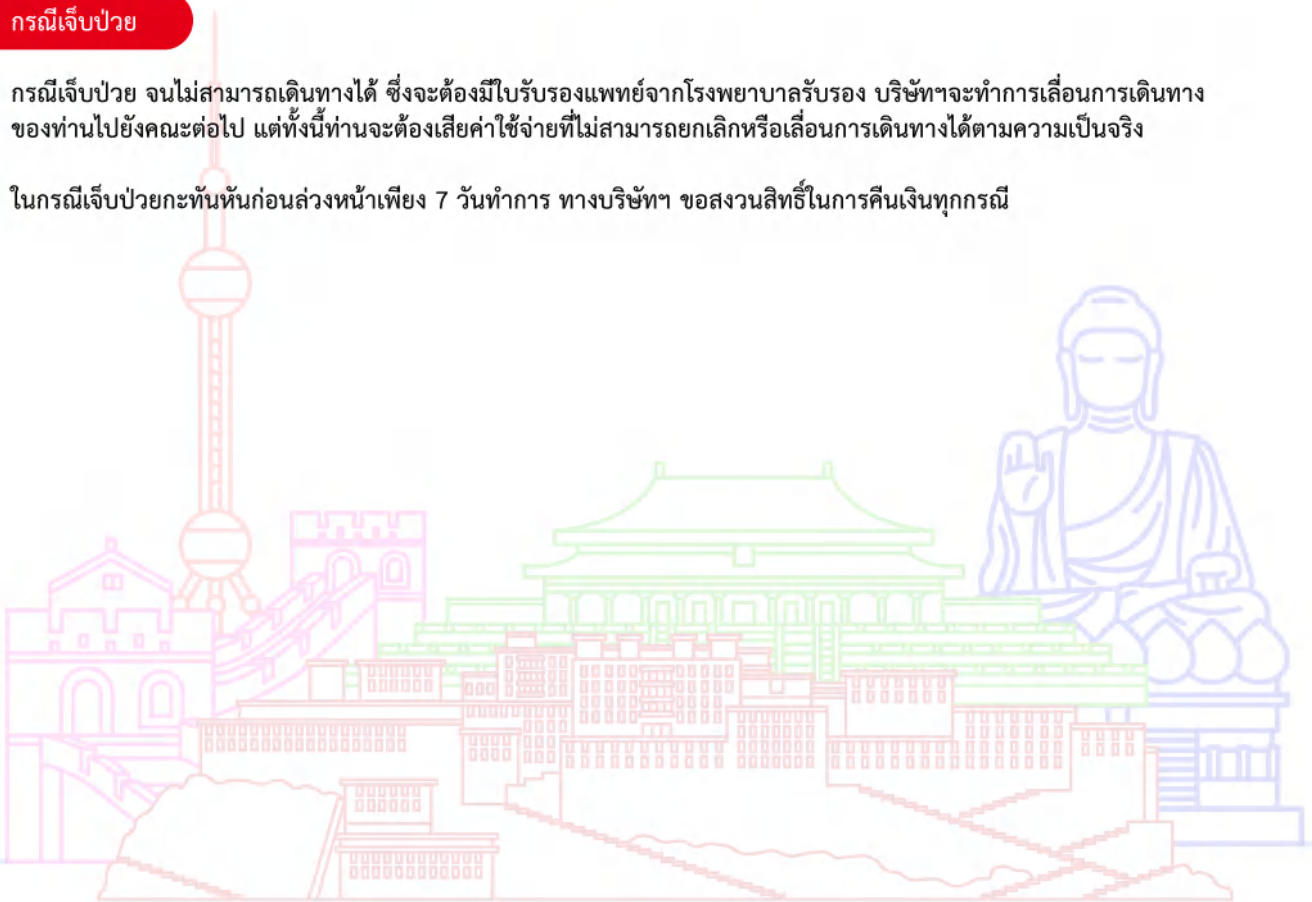 กรณีเจ็บป่วย
กรณีเจ็บป่วย จนไม่สามารถเดินทางได้ ซึ่งจะต้องมีใบรับรองแพทย์จากโรงพยาบาลรับรอง บริษัทฯจะทำการเลื่อนการเดินทาง
ของท่านไปยังคณะต่อไป แต่ทั้งนี้ท่านจะต้องเสียค่าใช้จ่ายที่ไม่สามารถยกเลิกหรือเลื่อนการเดินทางได้ตามความเป็นจริง
ในกรณีเจ็บป่วยกะทันหันก่อนล่วงหน้าเพียง 7 วันทำการ ทางบริษัทฯ ขอสงวนสิทธิ์ในการคืนเงินทุกกรณี